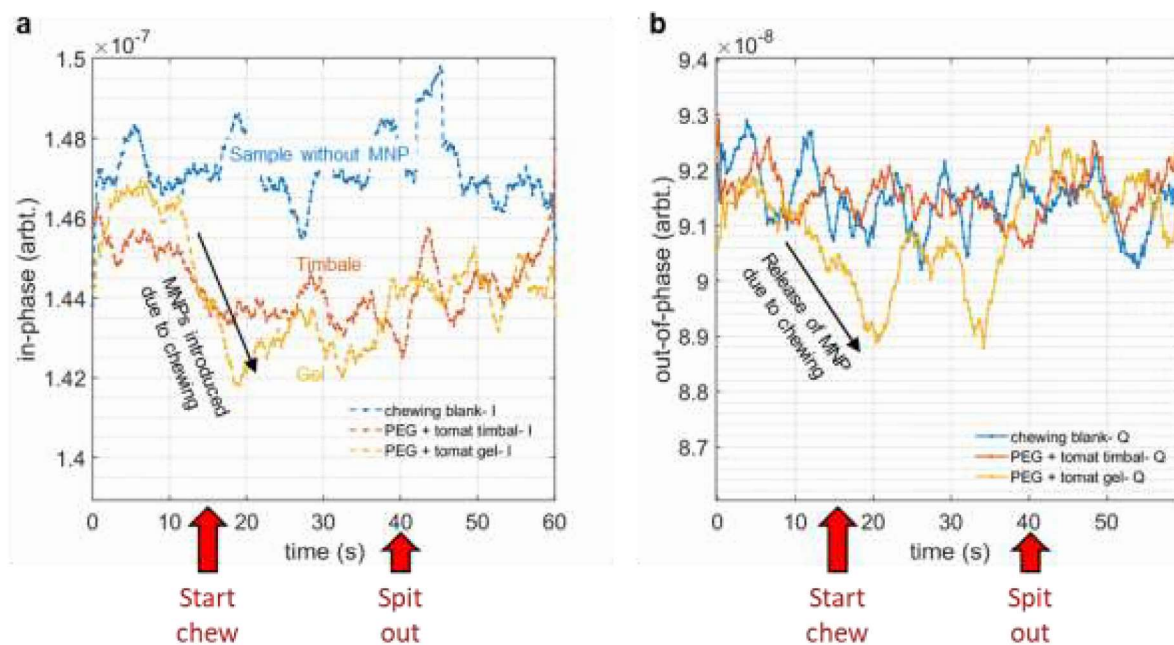 a
×10⁻⁷
1.5
1.48
1.46
1.44
1.42
1.4
in-phase (arbt.)
Sample without MNP
Timbale
Gel
MNPs introduced
due to chewing
chewing blank- I
PEG + tomat timbal- I
PEG + tomat gel- I
0 10 20 30 40 50 60
time (s)
Start
chew
Spit
out
b
×10⁻⁸
9.4
9.3
9.2
9.1
9
8.9
8.8
8.7
out-of-phase (arbt.)
Release of MNP
due to chewing
chewing blank- Q
PEG + tomat timbal- Q
PEG + tomat gel- Q
0 10 20 30 40 50
time (s)
Start
chew
Spit
out